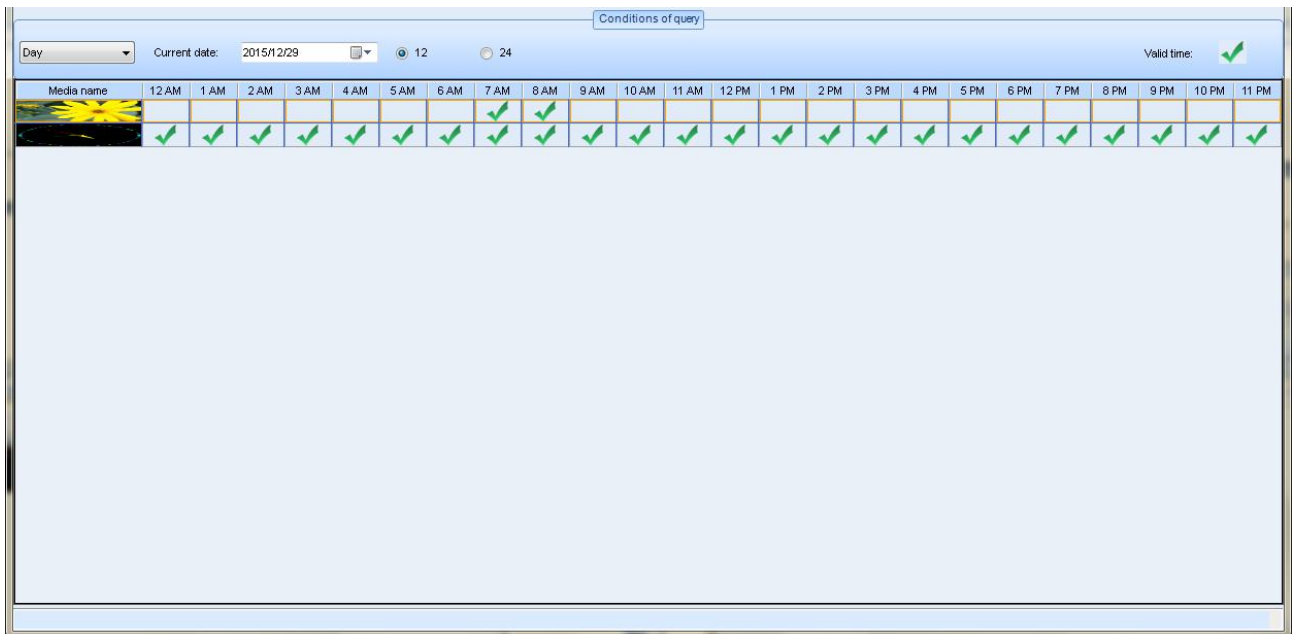 Conditions of query
Day Current date: 2015/12/29 12 24 Valid time:
Media name 12 AM 1 AM 2 AM 3 AM 4 AM 5 AM 6 AM 7 AM 8 AM 9 AM 10 AM 11 AM 12 PM 1 PM 2 PM 3 PM 4 PM 5 PM 6 PM 7 PM 8 PM 9 PM 10 PM 11 PM